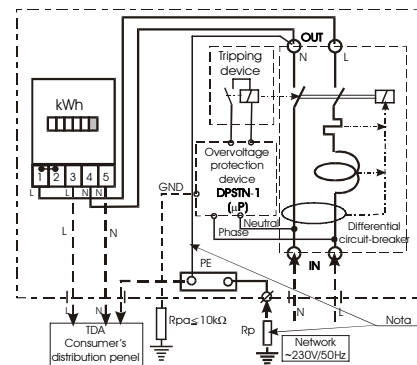 OUT
N L
Tripping
device
kWh
1 2 3 4 5
L L N N
Overvoltage
protection
device
DPSTN-1
(µP)
GND
Neutral
Phase
Differential
circuit-breaker
L N
PE
IN
L N
N L
Nota
TDA
Consumer's
distribution panel
Rpa≤10kΩ
Rp
Network
~230V/50Hz